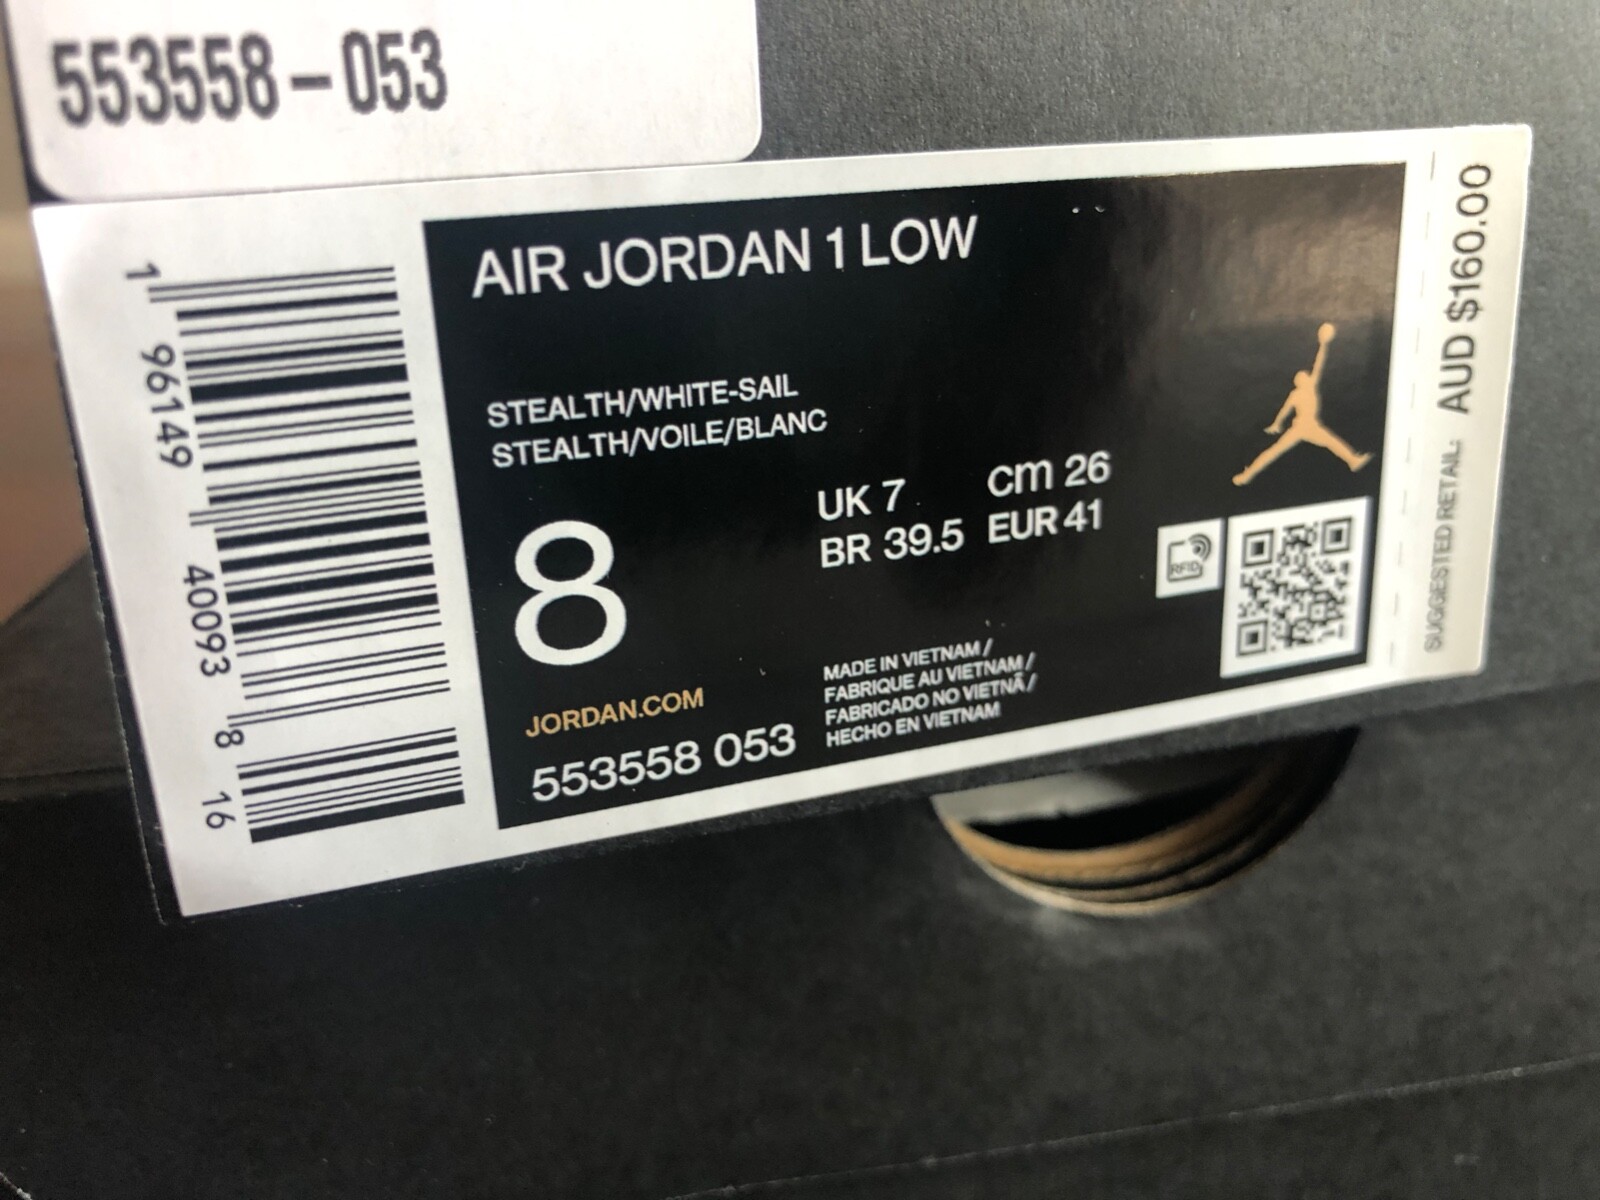 553558-053
AIR JORDAN 1 LOW
STEALTH/WHITE-SAIL
STEALTH/VOILE/BLANC
8
UK 7 cm 26
BR 39.5 EUR 41
JORDAN.COM
553558 053
MADE IN VIETNAM /
FABRIQUE AU VIETNAM /
FABRICADO NO VIETNÃ /
HECHO EN VIETNAM
RFID
SUGGESTED RETAIL: AUD $160.00
1 96149 40093 8 16